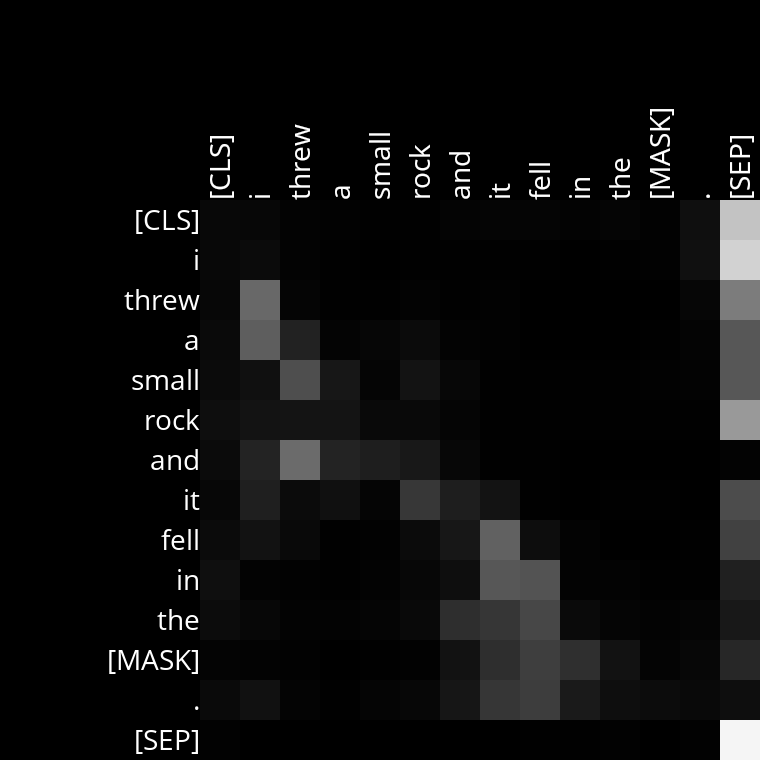 [CLS] i threw a small rock and it fell in the [MASK] . [SEP]
[CLS]
i
threw
a
small
rock
and
it
fell
in
the
[MASK]
.
[SEP]